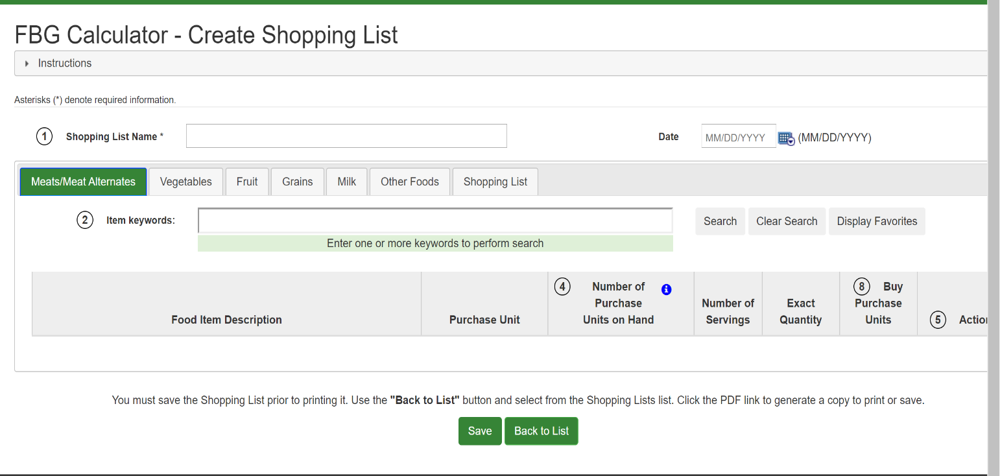 FBG Calculator - Create Shopping List
Instructions
Asterisks (*) denote required information.
1 Shopping List Name * Date MM/DD/YYYY (MM/DD/YYYY)
Meats/Meat Alternates Vegetables Fruit Grains Milk Other Foods Shopping List
2 Item keywords: Search Clear Search Display Favorites
Enter one or more keywords to perform search
Food Item Description
Purchase Unit
4 Number of
Purchase
Units on Hand
Number of
Servings
Exact
Quantity
8 Buy
Purchase
Units
5
You must save the Shopping List prior to printing it. Use the "Back to List" button and select from the Shopping Lists list. Click the PDF link to generate a copy to print or save.
Save Back to List